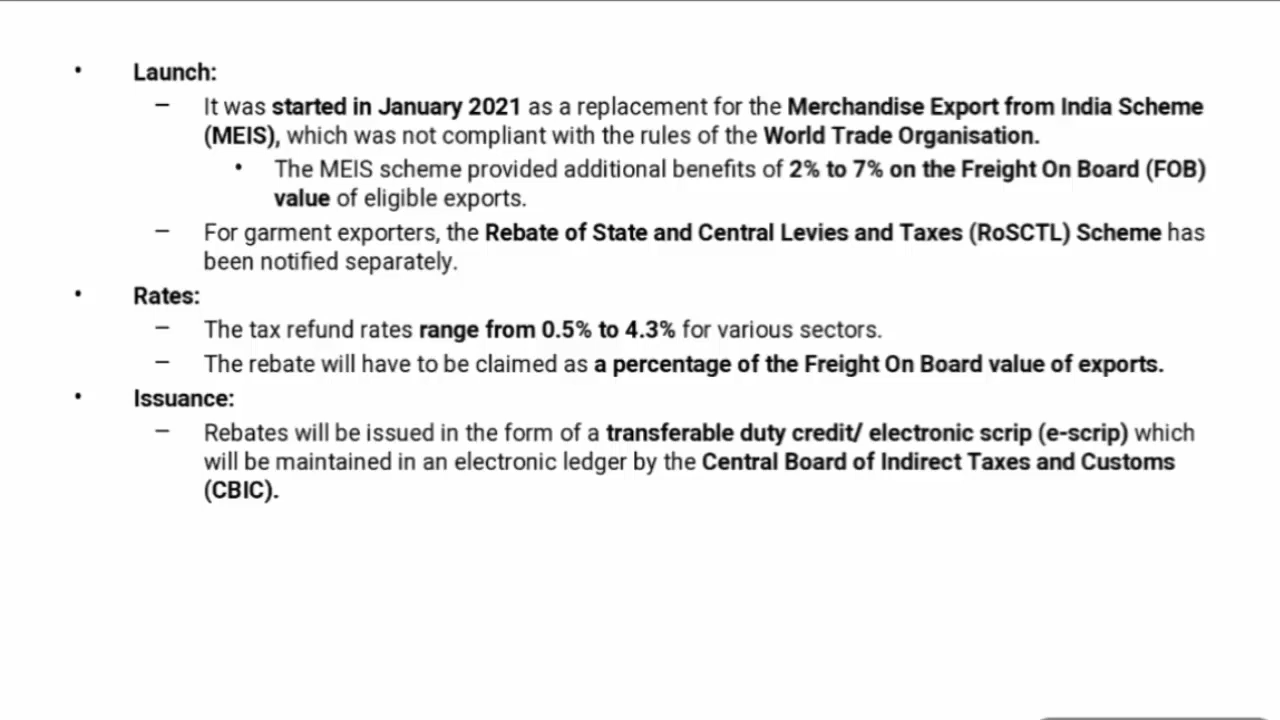 • Launch:
– It was started in January 2021 as a replacement for the Merchandise Export from India Scheme
(MEIS), which was not compliant with the rules of the World Trade Organisation.
• The MEIS scheme provided additional benefits of 2% to 7% on the Freight On Board (FOB)
value of eligible exports.
– For garment exporters, the Rebate of State and Central Levies and Taxes (RoSCTL) Scheme has
been notified separately.
• Rates:
– The tax refund rates range from 0.5% to 4.3% for various sectors.
– The rebate will have to be claimed as a percentage of the Freight On Board value of exports.
• Issuance:
– Rebates will be issued in the form of a transferable duty credit/ electronic scrip (e-scrip) which
will be maintained in an electronic ledger by the Central Board of Indirect Taxes and Customs
(CBIC).